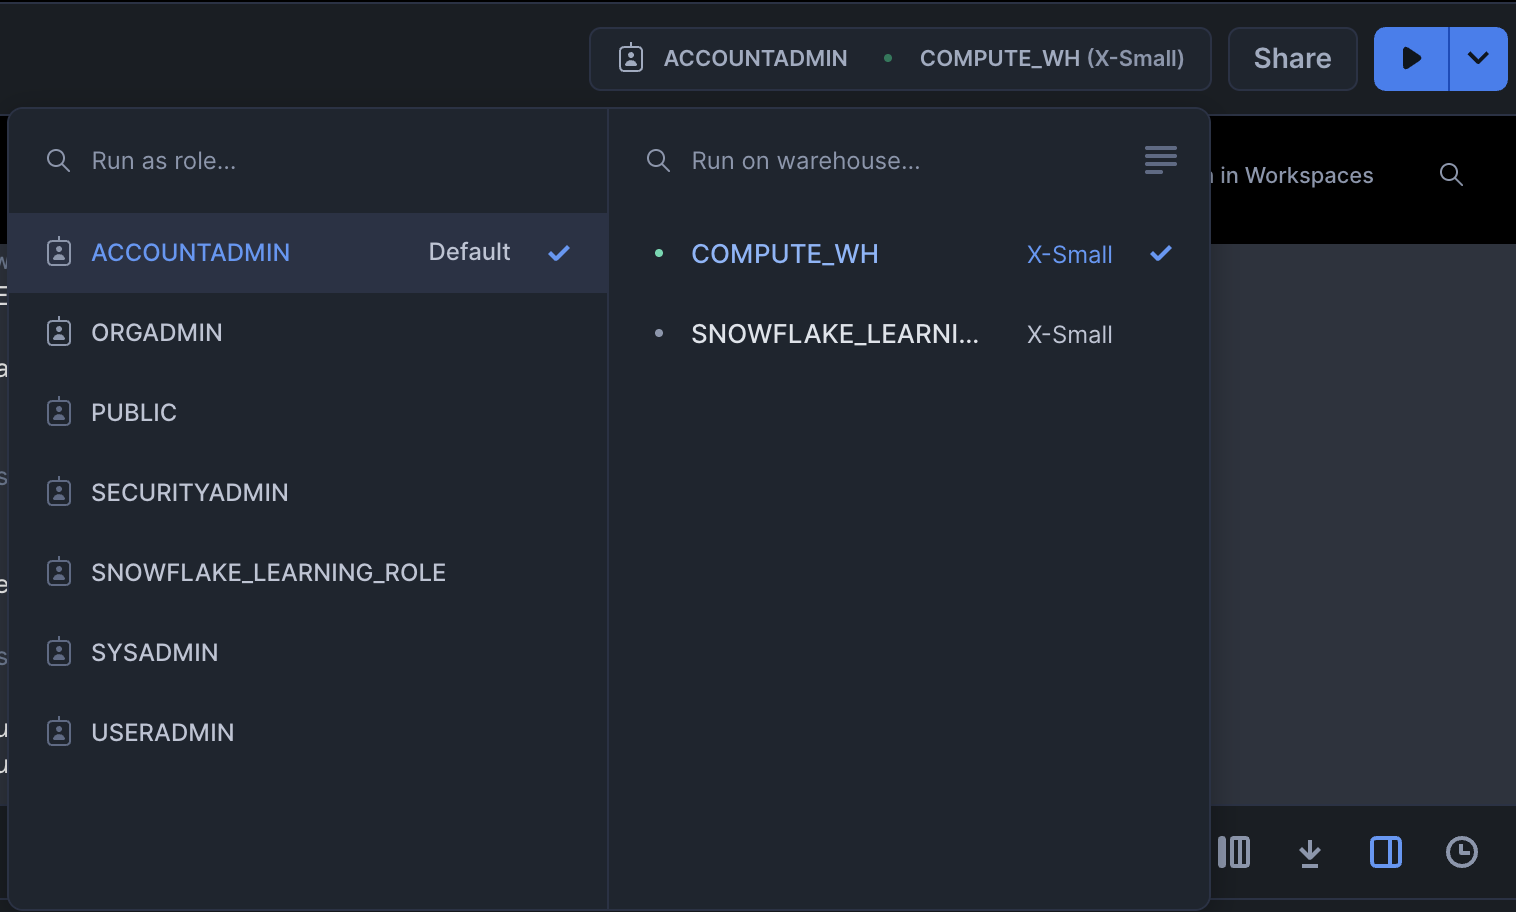 ACCOUNTADMIN COMPUTE_WH (X-Small) Share
Run as role...
ACCOUNTADMIN Default
ORGADMIN
PUBLIC
SECURITYADMIN
SNOWFLAKE_LEARNING_ROLE
SYSADMIN
USERADMIN
Run on warehouse...
COMPUTE_WH X-Small
SNOWFLAKE_LEARNI... X-Small
in Workspaces